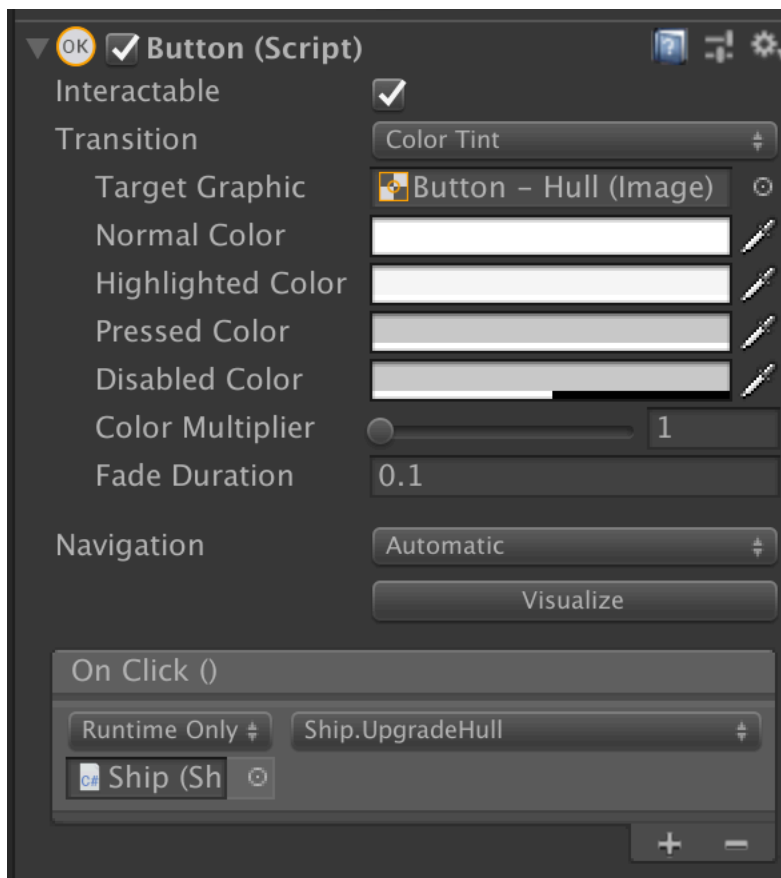 OK Button (Script)
Interactable
Transition Color Tint
Target Graphic Button – Hull (Image)
Normal Color
Highlighted Color
Pressed Color
Disabled Color
Color Multiplier 1
Fade Duration 0.1
Navigation Automatic
Visualize
On Click ()
Runtime Only Ship.UpgradeHull
C# Ship (Sh